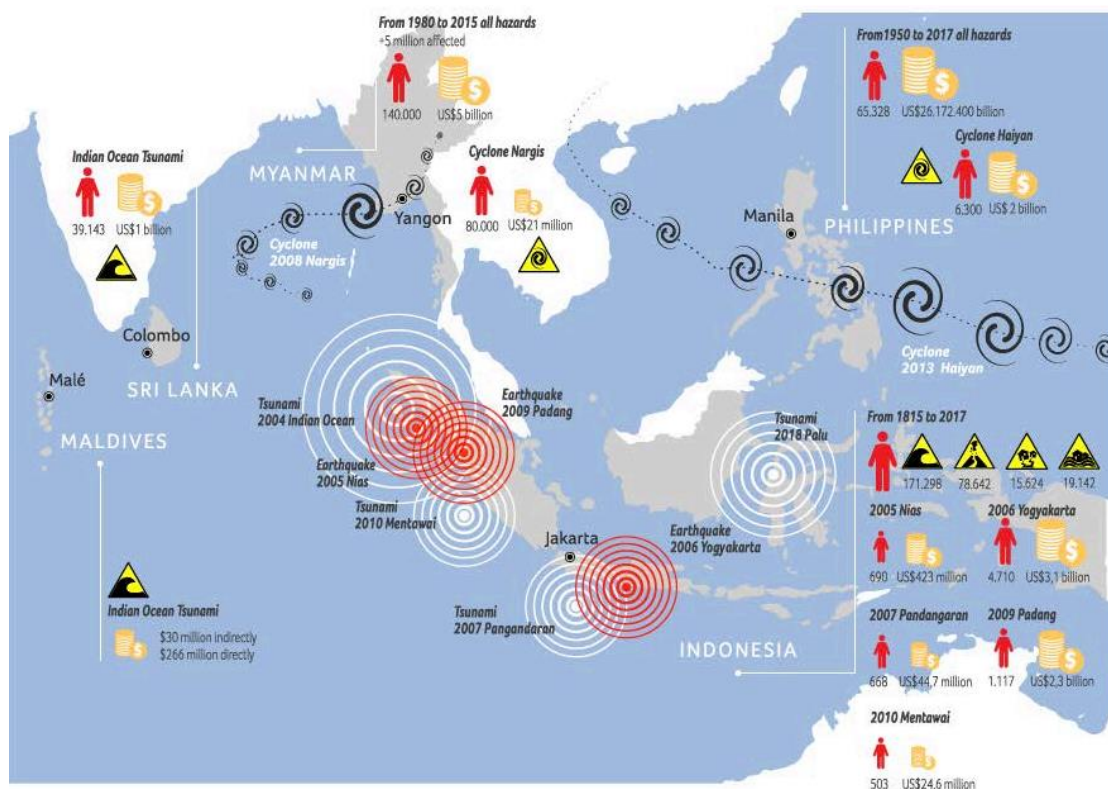 From 1980 to 2015 all hazards
+5 million affected
140.000
US$5 billion
From1950 to 2017 all hazards
65.328
US$26.172.400 billion
Indian Ocean Tsunami
39.143
US$1 billion
MYANMAR
Yangon
Cyclone Nargis
80.000
US$21 million
Cyclone Haiyan
6.300
US$ 2 billion
Manila
PHILIPPINES
Cyclone
2008 Nargis
Colombo
Malé
SRI LANKA
MALDIVES
Cyclone
2013 Haiyan
Tsunami
2004 Indian Ocean
Earthquake
2009 Padang
Earthquake
2005 Nias
Tsunami
2010 Mentawai
Tsunami
2018 Palu
Jakarta
Earthquake
2006 Yogyakarta
Tsunami
2007 Pangandaran
INDONESIA
Indian Ocean Tsunami
$30 million indirectly
$266 million directly
From 1815 to 2017
171.298
78.642
15.624
19.142
2005 Nias
690
US$423 million
2006 Yogyakarta
4.710
US$3,1 billion
2007 Pandangaran
668
US$44,7 million
2009 Padang
1.117
US$2,3 billion
2010 Mentawai
503
US$24,6 million